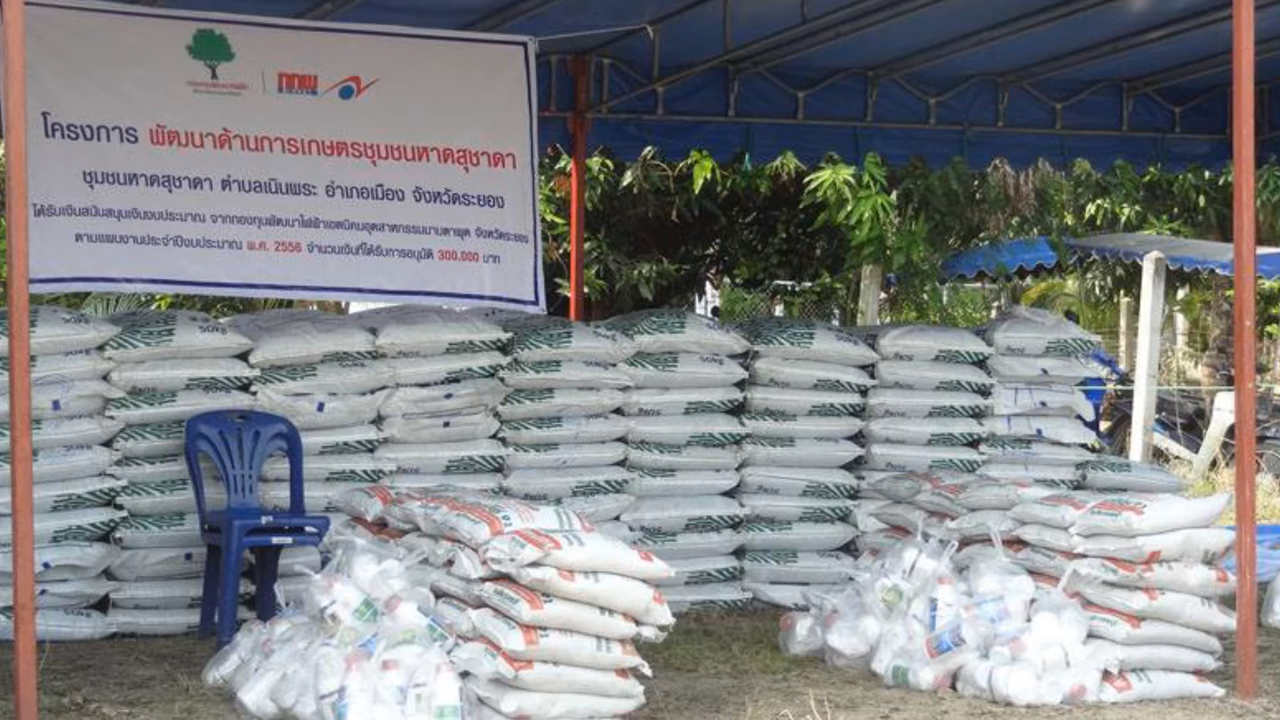 กกพ
โครงการ พัฒนาด้านการเกษตรชุมชนหาดสุชาดา
ชุมชนหาดสุชาดา ตำบลเนินพระ อำเภอเมือง จังหวัดระยอง
ได้รับเงินสนับสนุนเงินงบประมาณ จากกองทุนพัฒนาไฟฟ้าเขตนิคมอุตสาหกรรมมาบตาพุด จังหวัดระยอง
ตามแผนงานประจำปีงบประมาณ พ.ศ. 2556 จำนวนเงินที่ได้รับการอนุมัติ 300.000 บาท
50KG